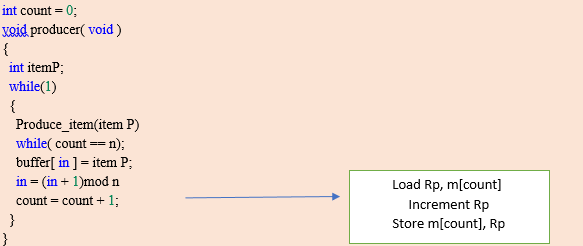 int count = 0;
void producer( void )
{
int itemP;
while(1)
{
Produce_item(item P)
while( count == n);
buffer[ in ] = item P;
in = (in + 1)mod n
count = count + 1;
}
}
Load Rp, m[count]
Increment Rp
Store m[count], Rp